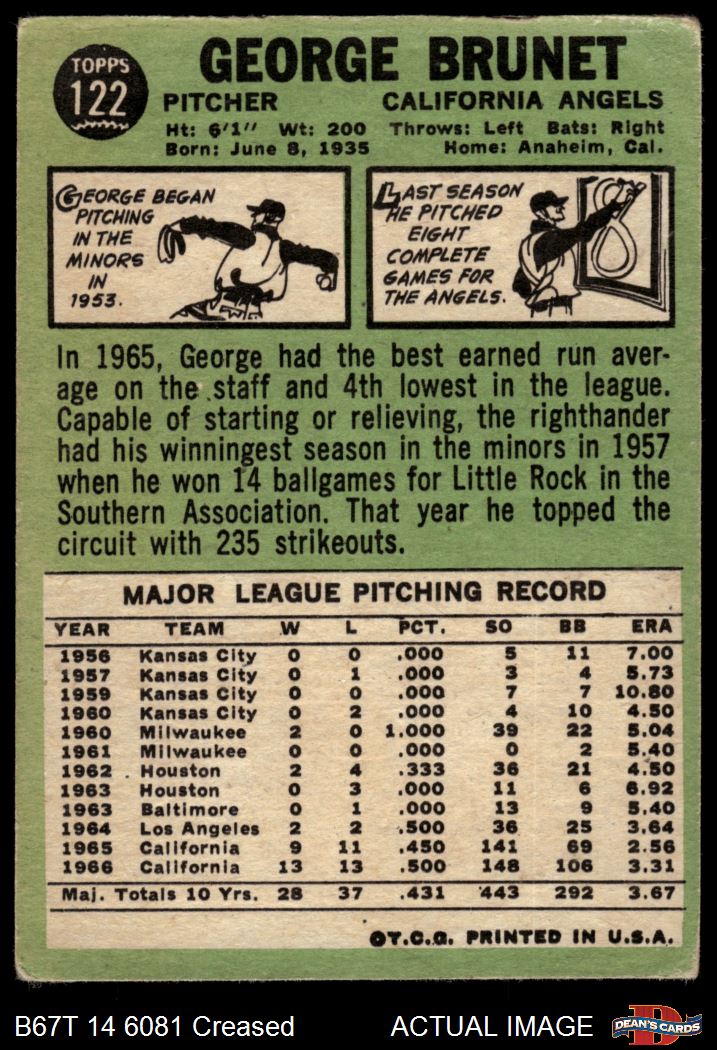 TOPPS
122
GEORGE BRUNET
PITCHER CALIFORNIA ANGELS
Ht: 6'1" Wt: 200 Throws: Left Bats: Right
Born: June 8, 1935 Home: Anaheim, Cal.
GEORGE BEGAN
PITCHING
IN THE
MINORS
IN
1953.
LAST SEASON
HE PITCHED
EIGHT
COMPLETE
GAMES FOR
THE ANGELS.
8
In 1965, George had the best earned run aver-
age on the staff and 4th lowest in the league.
Capable of starting or relieving, the righthander
had his winningest season in the minors in 1957
when he won 14 ballgames for Little Rock in the
Southern Association. That year he topped the
circuit with 235 strikeouts.
MAJOR LEAGUE PITCHING RECORD
YEAR TEAM W L PCT. SO BB ERA
1956 Kansas City 0 0 .000 5 11 7.00
1957 Kansas City 0 1 .000 3 4 5.73
1959 Kansas City 0 0 .000 7 7 10.80
1960 Kansas City 0 2 .000 4 10 4.50
1960 Milwaukee 2 0 1.000 39 22 5.04
1961 Milwaukee 0 0 .000 0 2 5.40
1962 Houston 2 4 .333 36 21 4.50
1963 Houston 0 3 .000 11 6 6.92
1963 Baltimore 0 1 .000 13 9 5.40
1964 Los Angeles 2 2 .500 36 25 3.64
1965 California 9 11 .450 141 69 2.56
1966 California 13 13 .500 148 106 3.31
Maj. Totals 10 Yrs. 28 37 .431 443 292 3.67
©T.C.G. PRINTED IN U.S.A.
B67T 14 6081 Creased ACTUAL IMAGE
D
DEAN'S CARDS